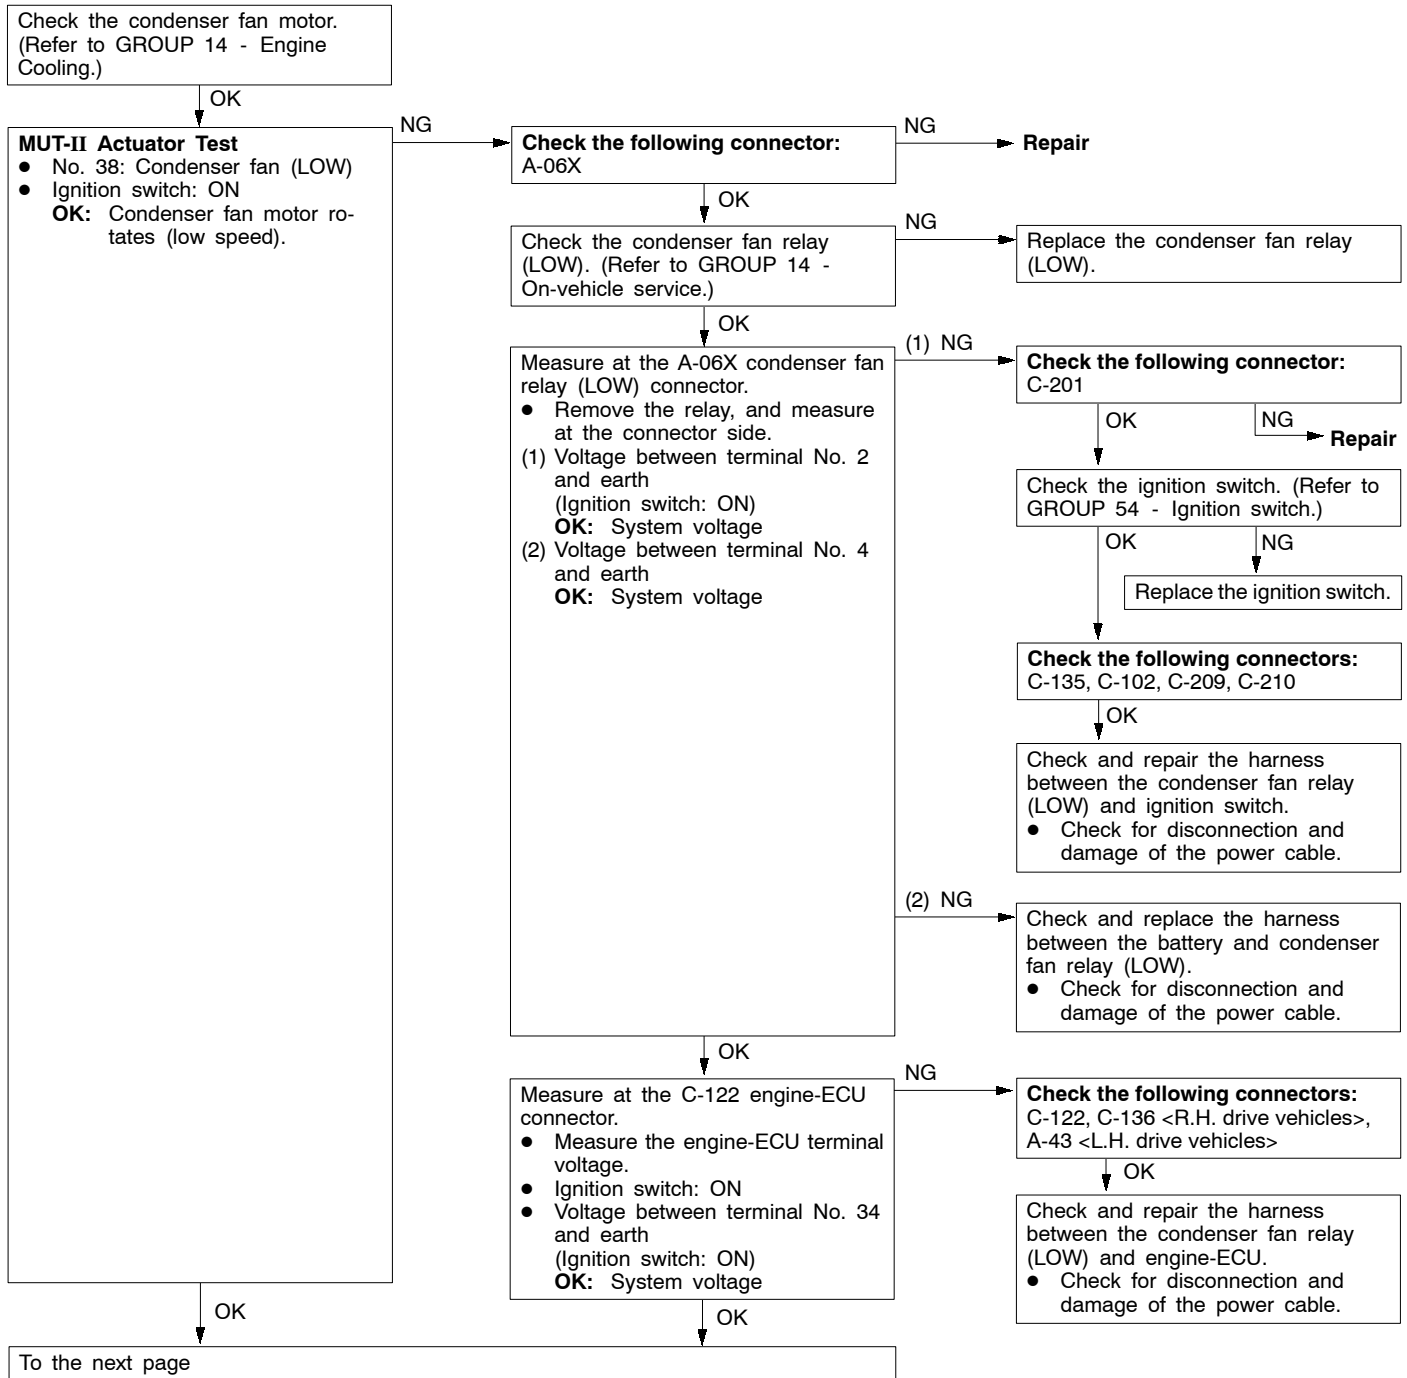 Check the condenser fan motor.
(Refer to GROUP 14 - Engine
Cooling.)
OK
MUT-II Actuator Test
● No. 38: Condenser fan (LOW)
● Ignition switch: ON
OK: Condenser fan motor ro-
tates (low speed).
NG
Check the following connector:
A-06X
NG
Repair
OK
Check the condenser fan relay
(LOW). (Refer to GROUP 14 -
On-vehicle service.)
NG
Replace the condenser fan relay
(LOW).
OK
Measure at the A-06X condenser fan
relay (LOW) connector.
● Remove the relay, and measure
at the connector side.
(1) Voltage between terminal No. 2
and earth
(Ignition switch: ON)
OK: System voltage
(2) Voltage between terminal No. 4
and earth
OK: System voltage
(1) NG
Check the following connector:
C-201
OK
NG
Repair
Check the ignition switch. (Refer to
GROUP 54 - Ignition switch.)
OK
NG
Replace the ignition switch.
Check the following connectors:
C-135, C-102, C-209, C-210
OK
Check and repair the harness
between the condenser fan relay
(LOW) and ignition switch.
● Check for disconnection and
damage of the power cable.
(2) NG
Check and replace the harness
between the battery and condenser
fan relay (LOW).
● Check for disconnection and
damage of the power cable.
OK
Measure at the C-122 engine-ECU
connector.
● Measure the engine-ECU terminal
voltage.
● Ignition switch: ON
● Voltage between terminal No. 34
and earth
(Ignition switch: ON)
OK: System voltage
NG
Check the following connectors:
C-122, C-136 <R.H. drive vehicles>,
A-43 <L.H. drive vehicles>
OK
Check and repair the harness
between the condenser fan relay
(LOW) and engine-ECU.
● Check for disconnection and
damage of the power cable.
OK
OK
To the next page